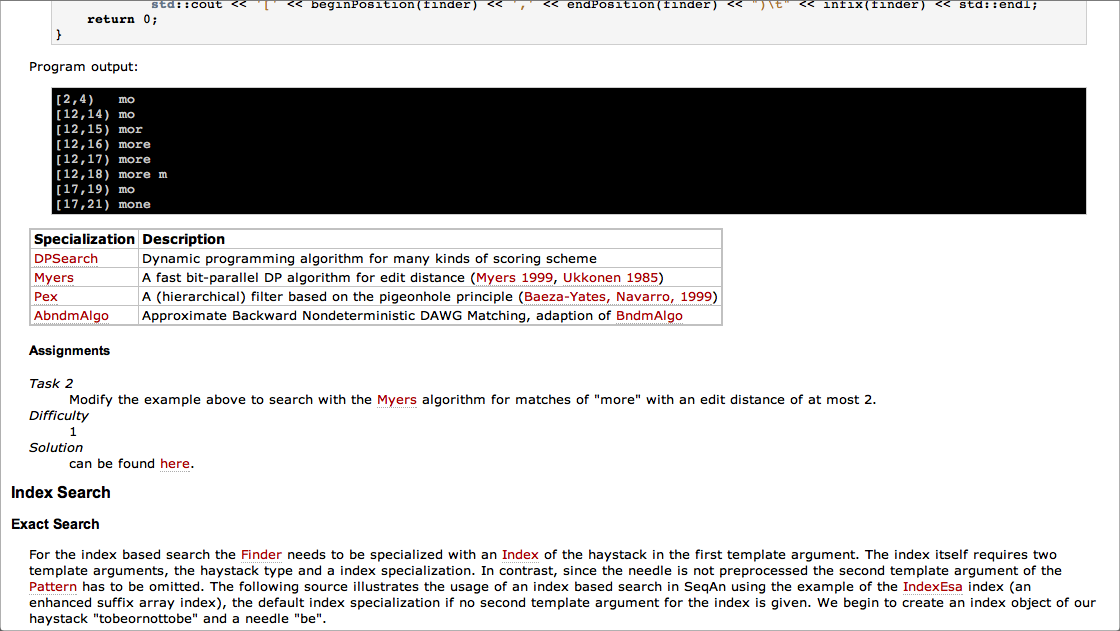 std::cout << '[' << beginPosition(finder) << ',' << endPosition(finder) << ")\t" << infix(finder) << std::endl;
return 0;
}
Program output:
[2,4)   mo
[12,14) mo
[12,15) mor
[12,16) more
[12,17) more
[12,18) more m
[17,19) mo
[17,21) mone
Specialization Description
DPSearch Dynamic programming algorithm for many kinds of scoring scheme
Myers A fast bit-parallel DP algorithm for edit distance (Myers 1999, Ukkonen 1985)
Pex A (hierarchical) filter based on the pigeonhole principle (Baeza-Yates, Navarro, 1999)
AbndmAlgo Approximate Backward Nondeterministic DAWG Matching, adaption of BndmAlgo
Assignments
Task 2
Modify the example above to search with the Myers algorithm for matches of "more" with an edit distance of at most 2.
Difficulty
1
Solution
can be found here.
Index Search
Exact Search
For the index based search the Finder needs to be specialized with an Index of the haystack in the first template argument. The index itself requires two
template arguments, the haystack type and a index specialization. In contrast, since the needle is not preprocessed the second template argument of the
Pattern has to be omitted. The following source illustrates the usage of an index based search in SeqAn using the example of the IndexEsa index (an
enhanced suffix array index), the default index specialization if no second template argument for the index is given. We begin to create an index object of our
haystack "tobeornottobe" and a needle "be".